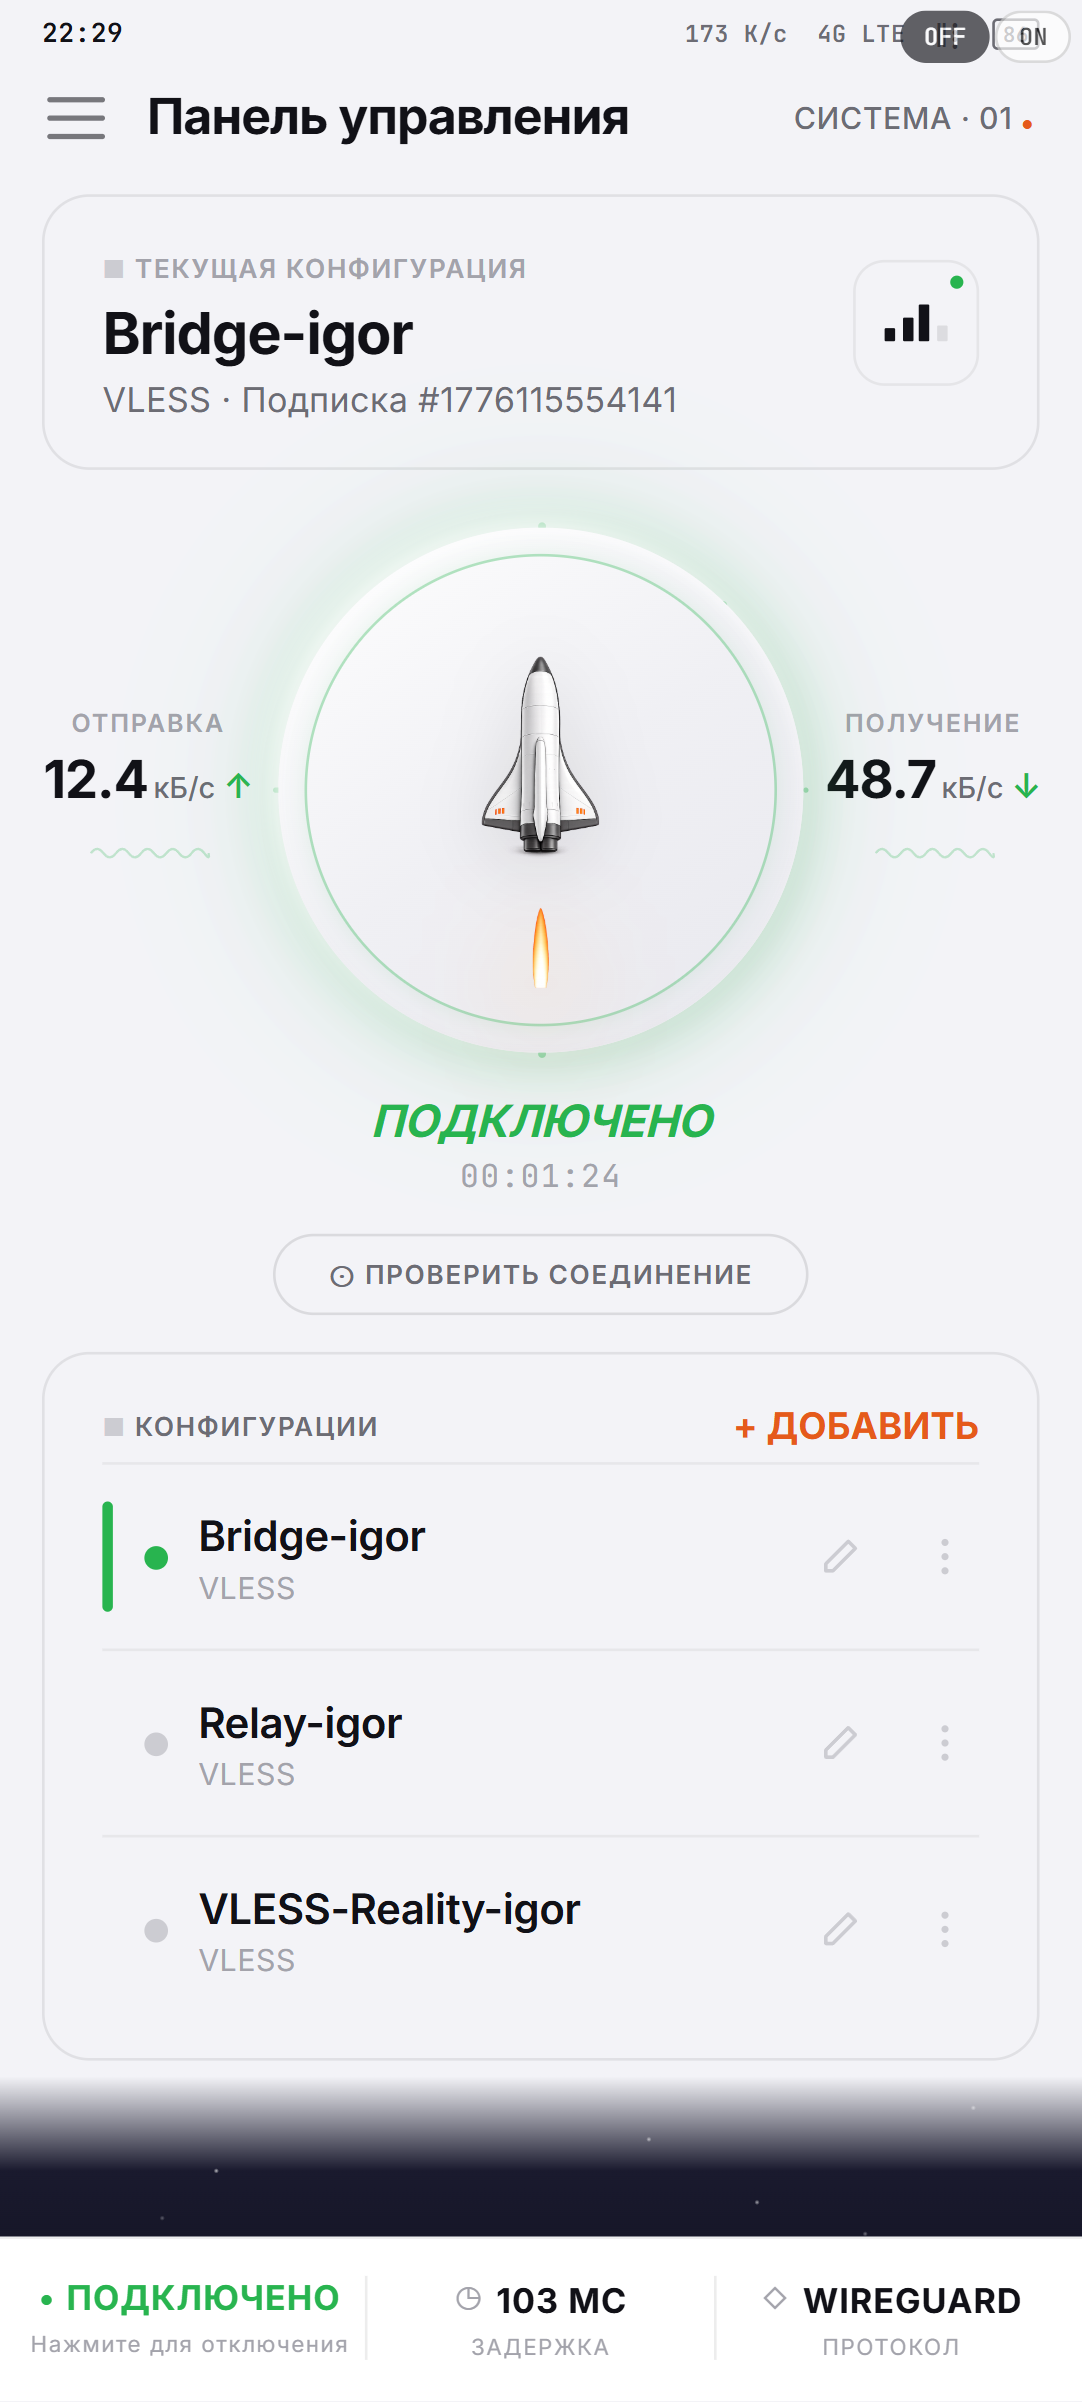 22:29
173 K/c 4G LTE OFF ON
Панель управления
СИСТЕМА · 01
ТЕКУЩАЯ КОНФИГУРАЦИЯ
Bridge-igor
VLESS · Подписка #1776115554141
ОТПРАВКА
12.4 кБ/с ↑
ПОЛУЧЕНИЕ
48.7 кБ/с ↓
ПОДКЛЮЧЕНО
00:01:24
ПРОВЕРИТЬ СОЕДИНЕНИЕ
КОНФИГУРАЦИИ
+ ДОБАВИТЬ
Bridge-igor
VLESS
Relay-igor
VLESS
VLESS-Reality-igor
VLESS
• ПОДКЛЮЧЕНО
Нажмите для отключения
103 МС
ЗАДЕРЖКА
WIREGUARD
ПРОТОКОЛ